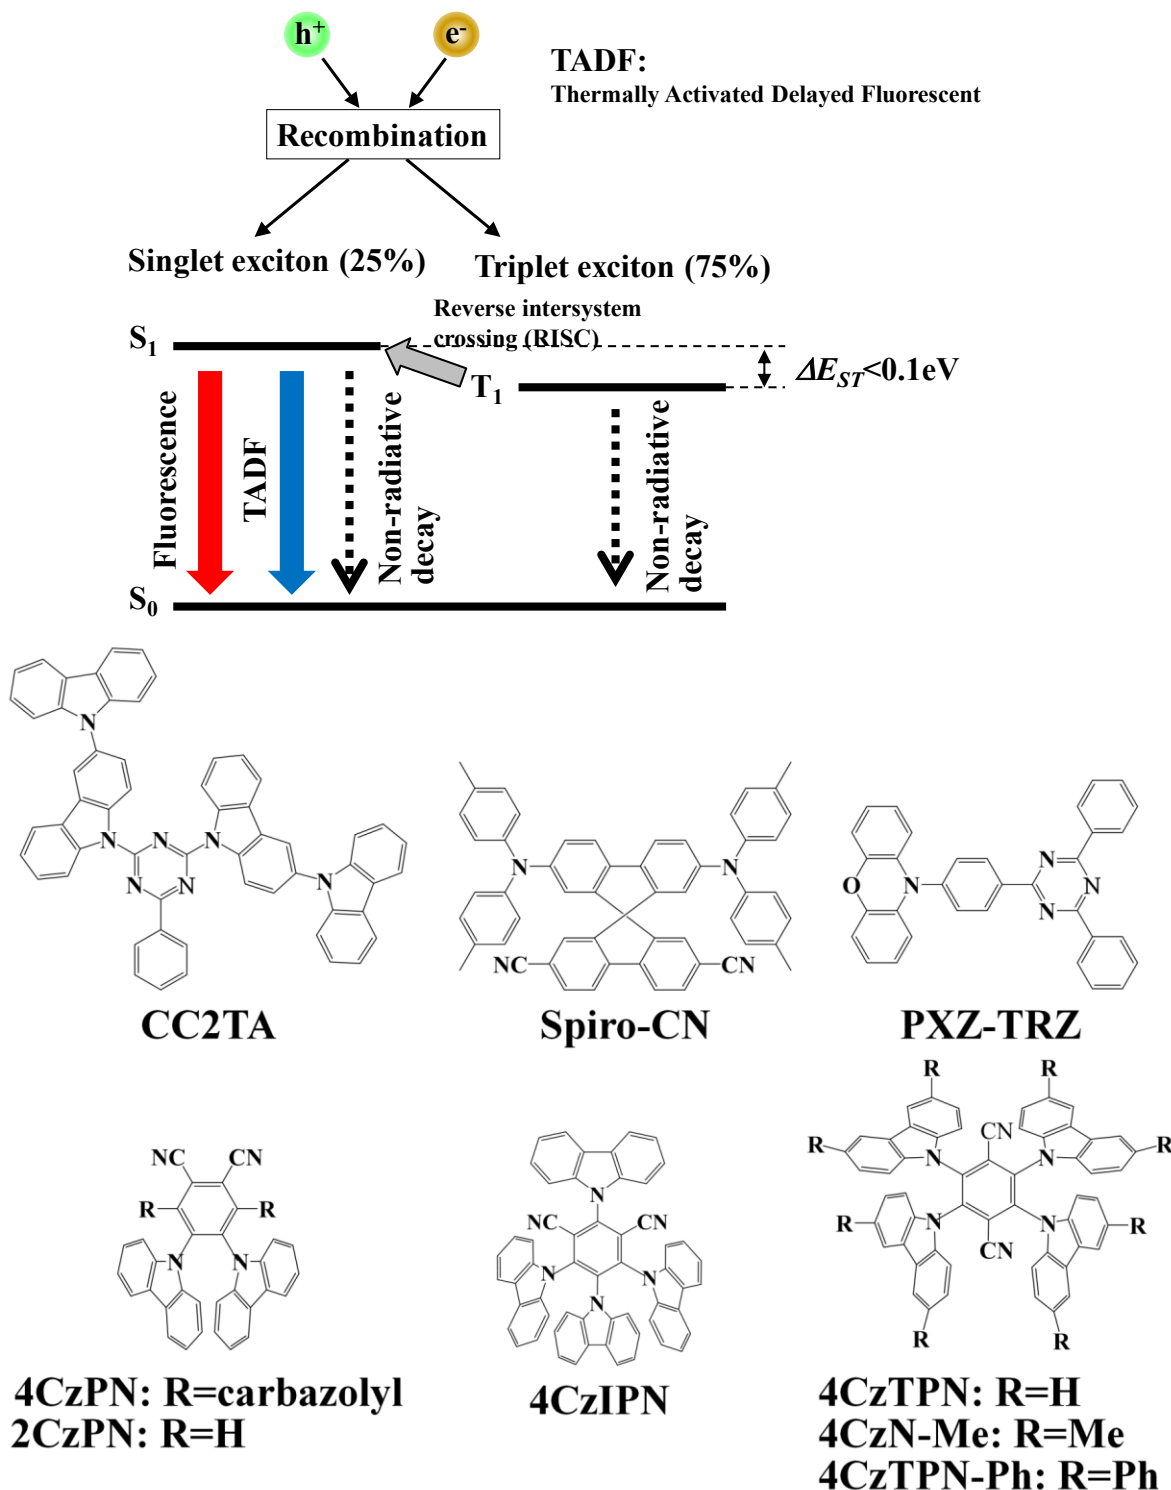 h+
e-
TADF:
Thermally Activated Delayed Fluorescent
Recombination
Singlet exciton (25%)
Triplet exciton (75%)
Reverse intersystem
crossing (RISC)
S1
T1
ΔEST<0.1eV
Fluorescence
TADF
Non-radiative
decay
Non-radiative
decay
S0
N
N
N
N
N
N
N
CC2TA
N
N
NC
CN
Spiro-CN
O
N
N
N
N
PXZ-TRZ
NC
CN
R
R
N
N
4CzPN: R=carbazolyl
2CzPN: R=H
N
NC
CN
N
N
N
4CzIPN
R
R
R
R
CN
N
N
N
N
CN
R
R
R
R
4CzTPN: R=H
4CzN-Me: R=Me
4CzTPN-Ph: R=Ph